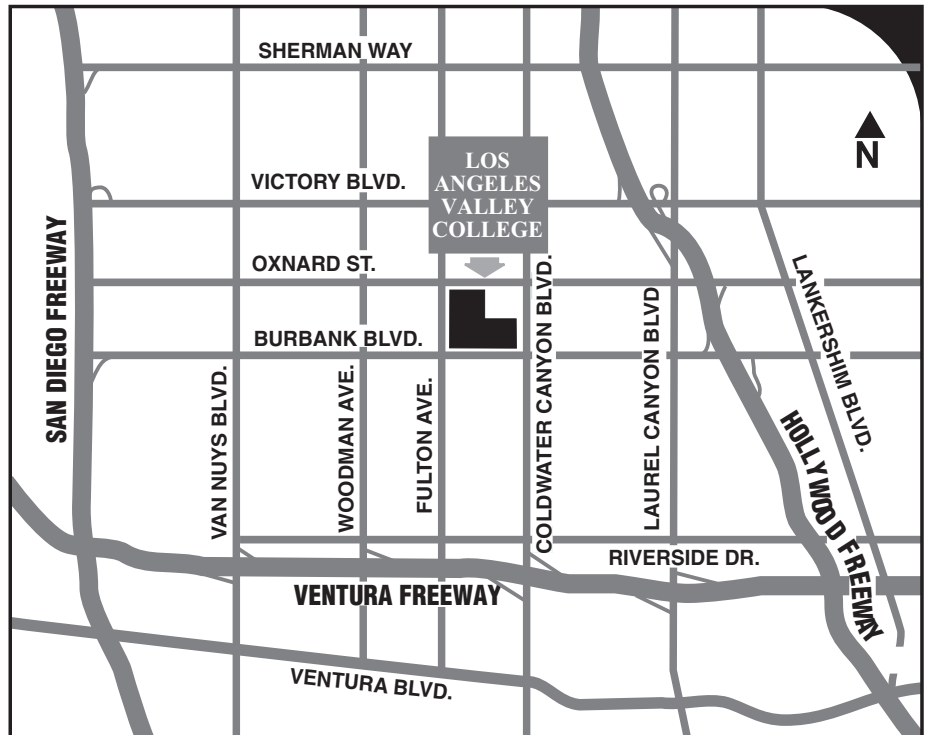 SHERMAN WAY
LOS
ANGELES
VALLEY
COLLEGE
N
VICTORY BLVD.
OXNARD ST.
BURBANK BLVD.
SAN DIEGO FREEWAY
VAN NUYS BLVD.
WOODMAN AVE.
FULTON AVE.
COLDWATER CANYON BLVD.
LAUREL CANYON BLVD
LANKERSHIM BLVD.
HOLLYWOOD FREEWAY
RIVERSIDE DR.
VENTURA FREEWAY
VENTURA BLVD.